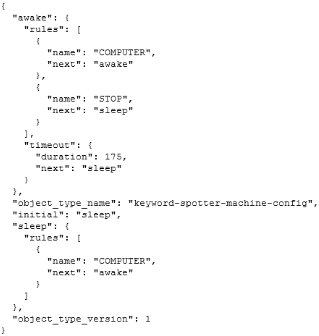 {
  "awake": {
    "rules": [
      {
        "name": "COMPUTER",
        "next": "awake"
      },
      {
        "name": "STOP",
        "next": "sleep"
      }
    ],
    "timeout": {
      "duration": 175,
      "next": "sleep"
    }
  },
  "object_type_name": "keyword-spotter-machine-config",
  "initial": "sleep",
  "sleep": {
    "rules": [
      {
        "name": "COMPUTER",
        "next": "awake"
      }
    ]
  },
  "object_type_version": 1
}